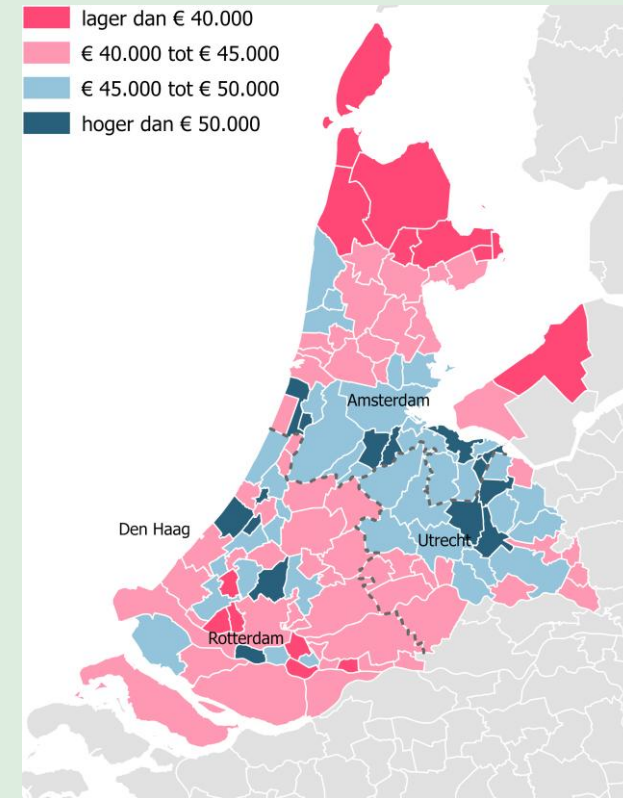 lager dan € 40.000
€ 40.000 tot € 45.000
€ 45.000 tot € 50.000
hoger dan € 50.000
Amsterdam
Den Haag
Utrecht
Rotterdam